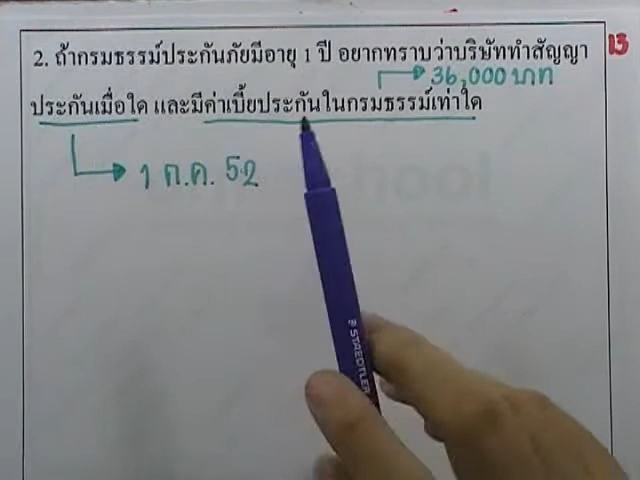 13
2. ถ้ากรมธรรม์ประกันภัยมีอายุ 1 ปี อยากทราบว่าบริษัททำสัญญา
36,000 บาท
ประกันเมื่อใด และมีค่าเบี้ยประกันในกรมธรรม์เท่าใด
1 ก.ค. 52
STAEDTLER